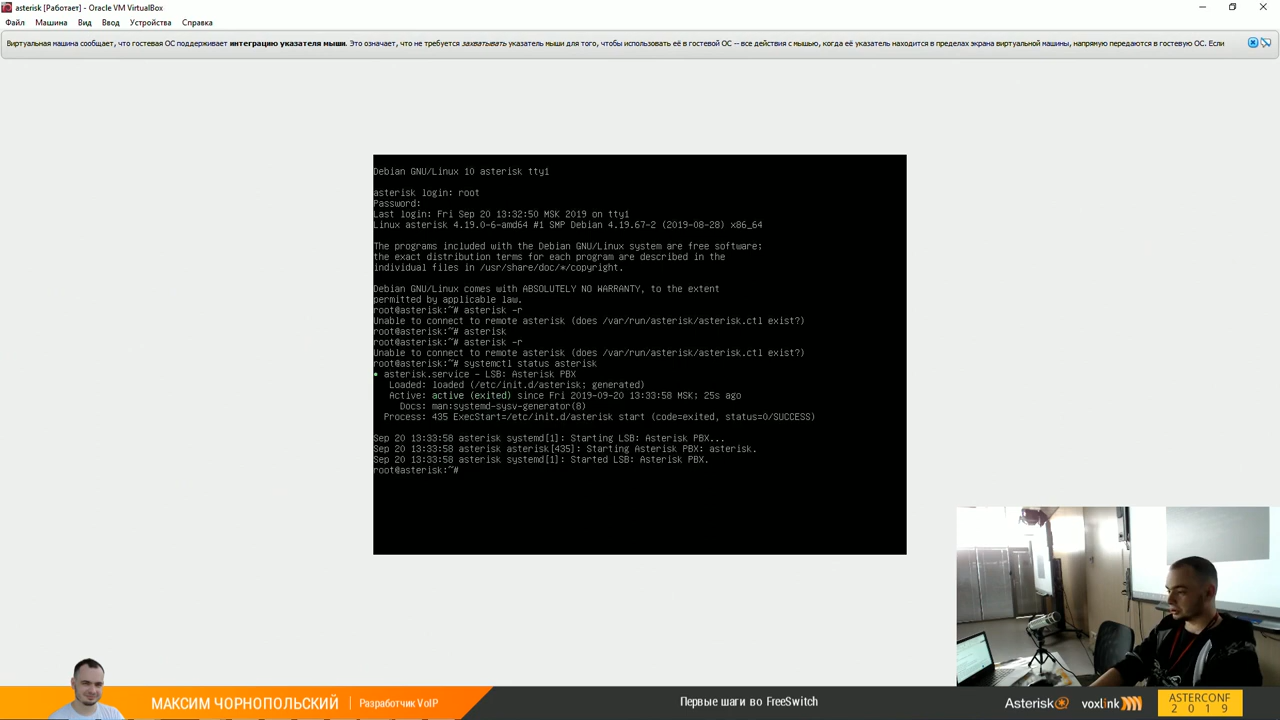 asterisk [Работает] - Oracle VM VirtualBox
Файл Машина Вид Ввод Устройства Справка
Виртуальная машина сообщает, что гостевая ОС поддерживает интеграцию указателя мыши. Это означает, что не требуется захватывать указатель мыши для того, чтобы использовать её в гостевой ОС -- все действия с мышью, когда её указатель находится в пределах экрана виртуальной машины, напрямую передаются в гостевую ОС. Если
Debian GNU/Linux 10 asterisk tty1
asterisk login: root
Password:
Last login: Fri Sep 20 13:32:50 MSK 2019 on tty1
Linux asterisk 4.19.0-6-amd64 #1 SMP Debian 4.19.67-2 (2019-08-28) x86_64
The programs included with the Debian GNU/Linux system are free software;
the exact distribution terms for each program are described in the
individual files in /usr/share/doc/*/copyright.
Debian GNU/Linux comes with ABSOLUTELY NO WARRANTY, to the extent
permitted by applicable law.
root@asterisk:~# asterisk -r
Unable to connect to remote asterisk (does /var/run/asterisk/asterisk.ctl exist?)
root@asterisk:~# asterisk
root@asterisk:~# asterisk -r
Unable to connect to remote asterisk (does /var/run/asterisk/asterisk.ctl exist?)
root@asterisk:~# systemctl status asterisk
● asterisk.service - LSB: Asterisk PBX
Loaded: loaded (/etc/init.d/asterisk; generated)
Active: active (exited) since Fri 2019-09-20 13:33:58 MSK; 25s ago
Docs: man:systemd-sysv-generator(8)
Process: 435 ExecStart=/etc/init.d/asterisk start (code=exited, status=0/SUCCESS)
Sep 20 13:33:58 asterisk systemd[1]: Starting LSB: Asterisk PBX...
Sep 20 13:33:58 asterisk asterisk[435]: Starting Asterisk PBX: asterisk.
Sep 20 13:33:58 asterisk systemd[1]: Started LSB: Asterisk PBX.
root@asterisk:~#
МАКСИМ ЧОРНОПОЛЬСКИЙ Разработчик VoIP
Первые шаги во FreeSwitch
Asterisk voxlink
ASTERCONF
2019